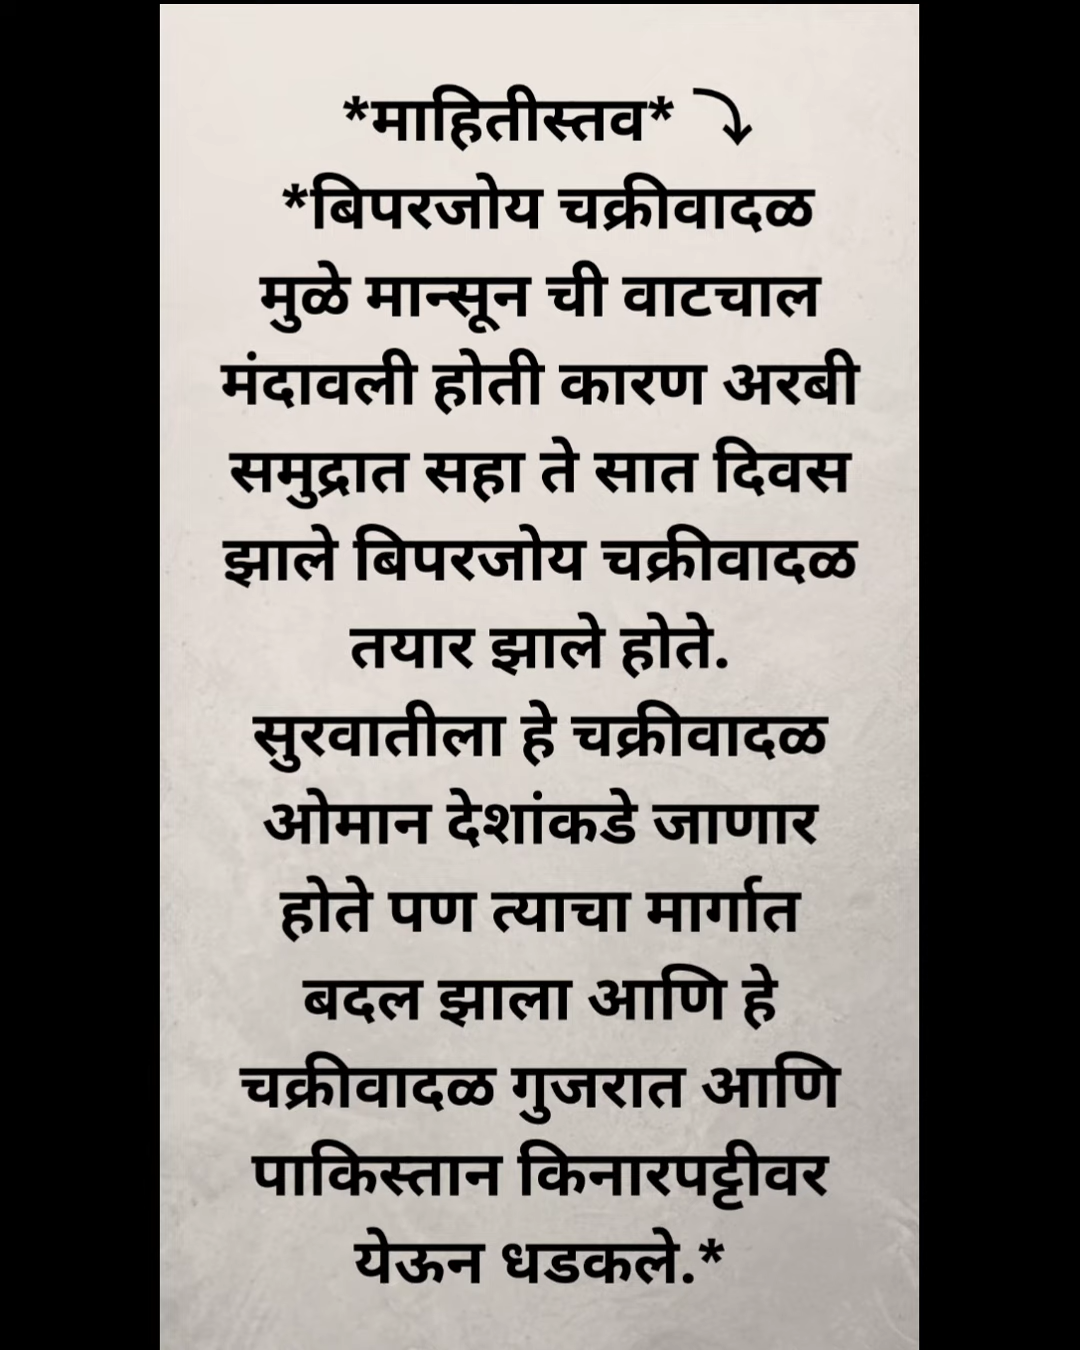 *माहितीस्तव* ⤵
*बिपरजोय चक्रीवादळ
मुळे मान्सून ची वाटचाल
मंदावली होती कारण अरबी
समुद्रात सहा ते सात दिवस
झाले बिपरजोय चक्रीवादळ
तयार झाले होते.
सुरवातीला हे चक्रीवादळ
ओमान देशांकडे जाणार
होते पण त्याचा मार्गात
बदल झाला आणि हे
चक्रीवादळ गुजरात आणि
पाकिस्तान किनारपट्टीवर
येऊन धडकले.*